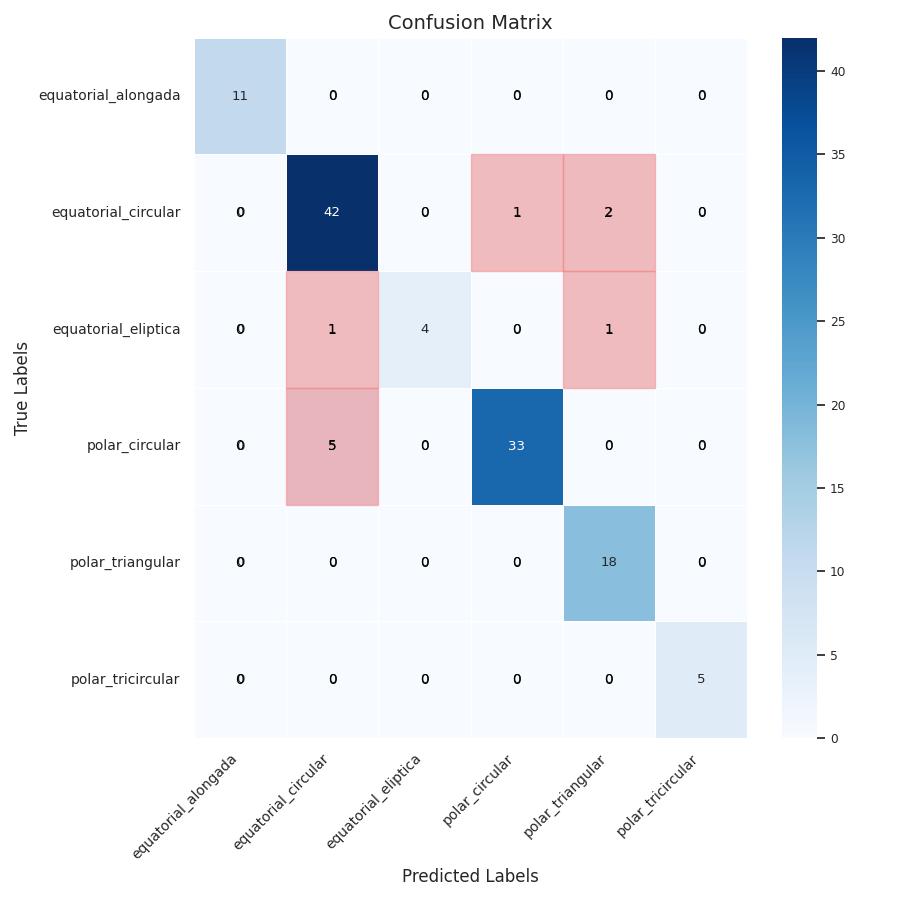 Confusion Matrix
True Labels
equatorial_alongada 11 0 0 0 0 0
equatorial_circular 0 42 0 1 2 0
equatorial_eliptica 0 1 4 0 1 0
polar_circular 0 5 0 33 0 0
polar_triangular 0 0 0 0 18 0
polar_tricircular 0 0 0 0 0 5
equatorial_alongada
equatorial_circular
equatorial_eliptica
polar_circular
polar_triangular
polar_tricircular
Predicted Labels
40
35
30
25
20
15
10
5
0